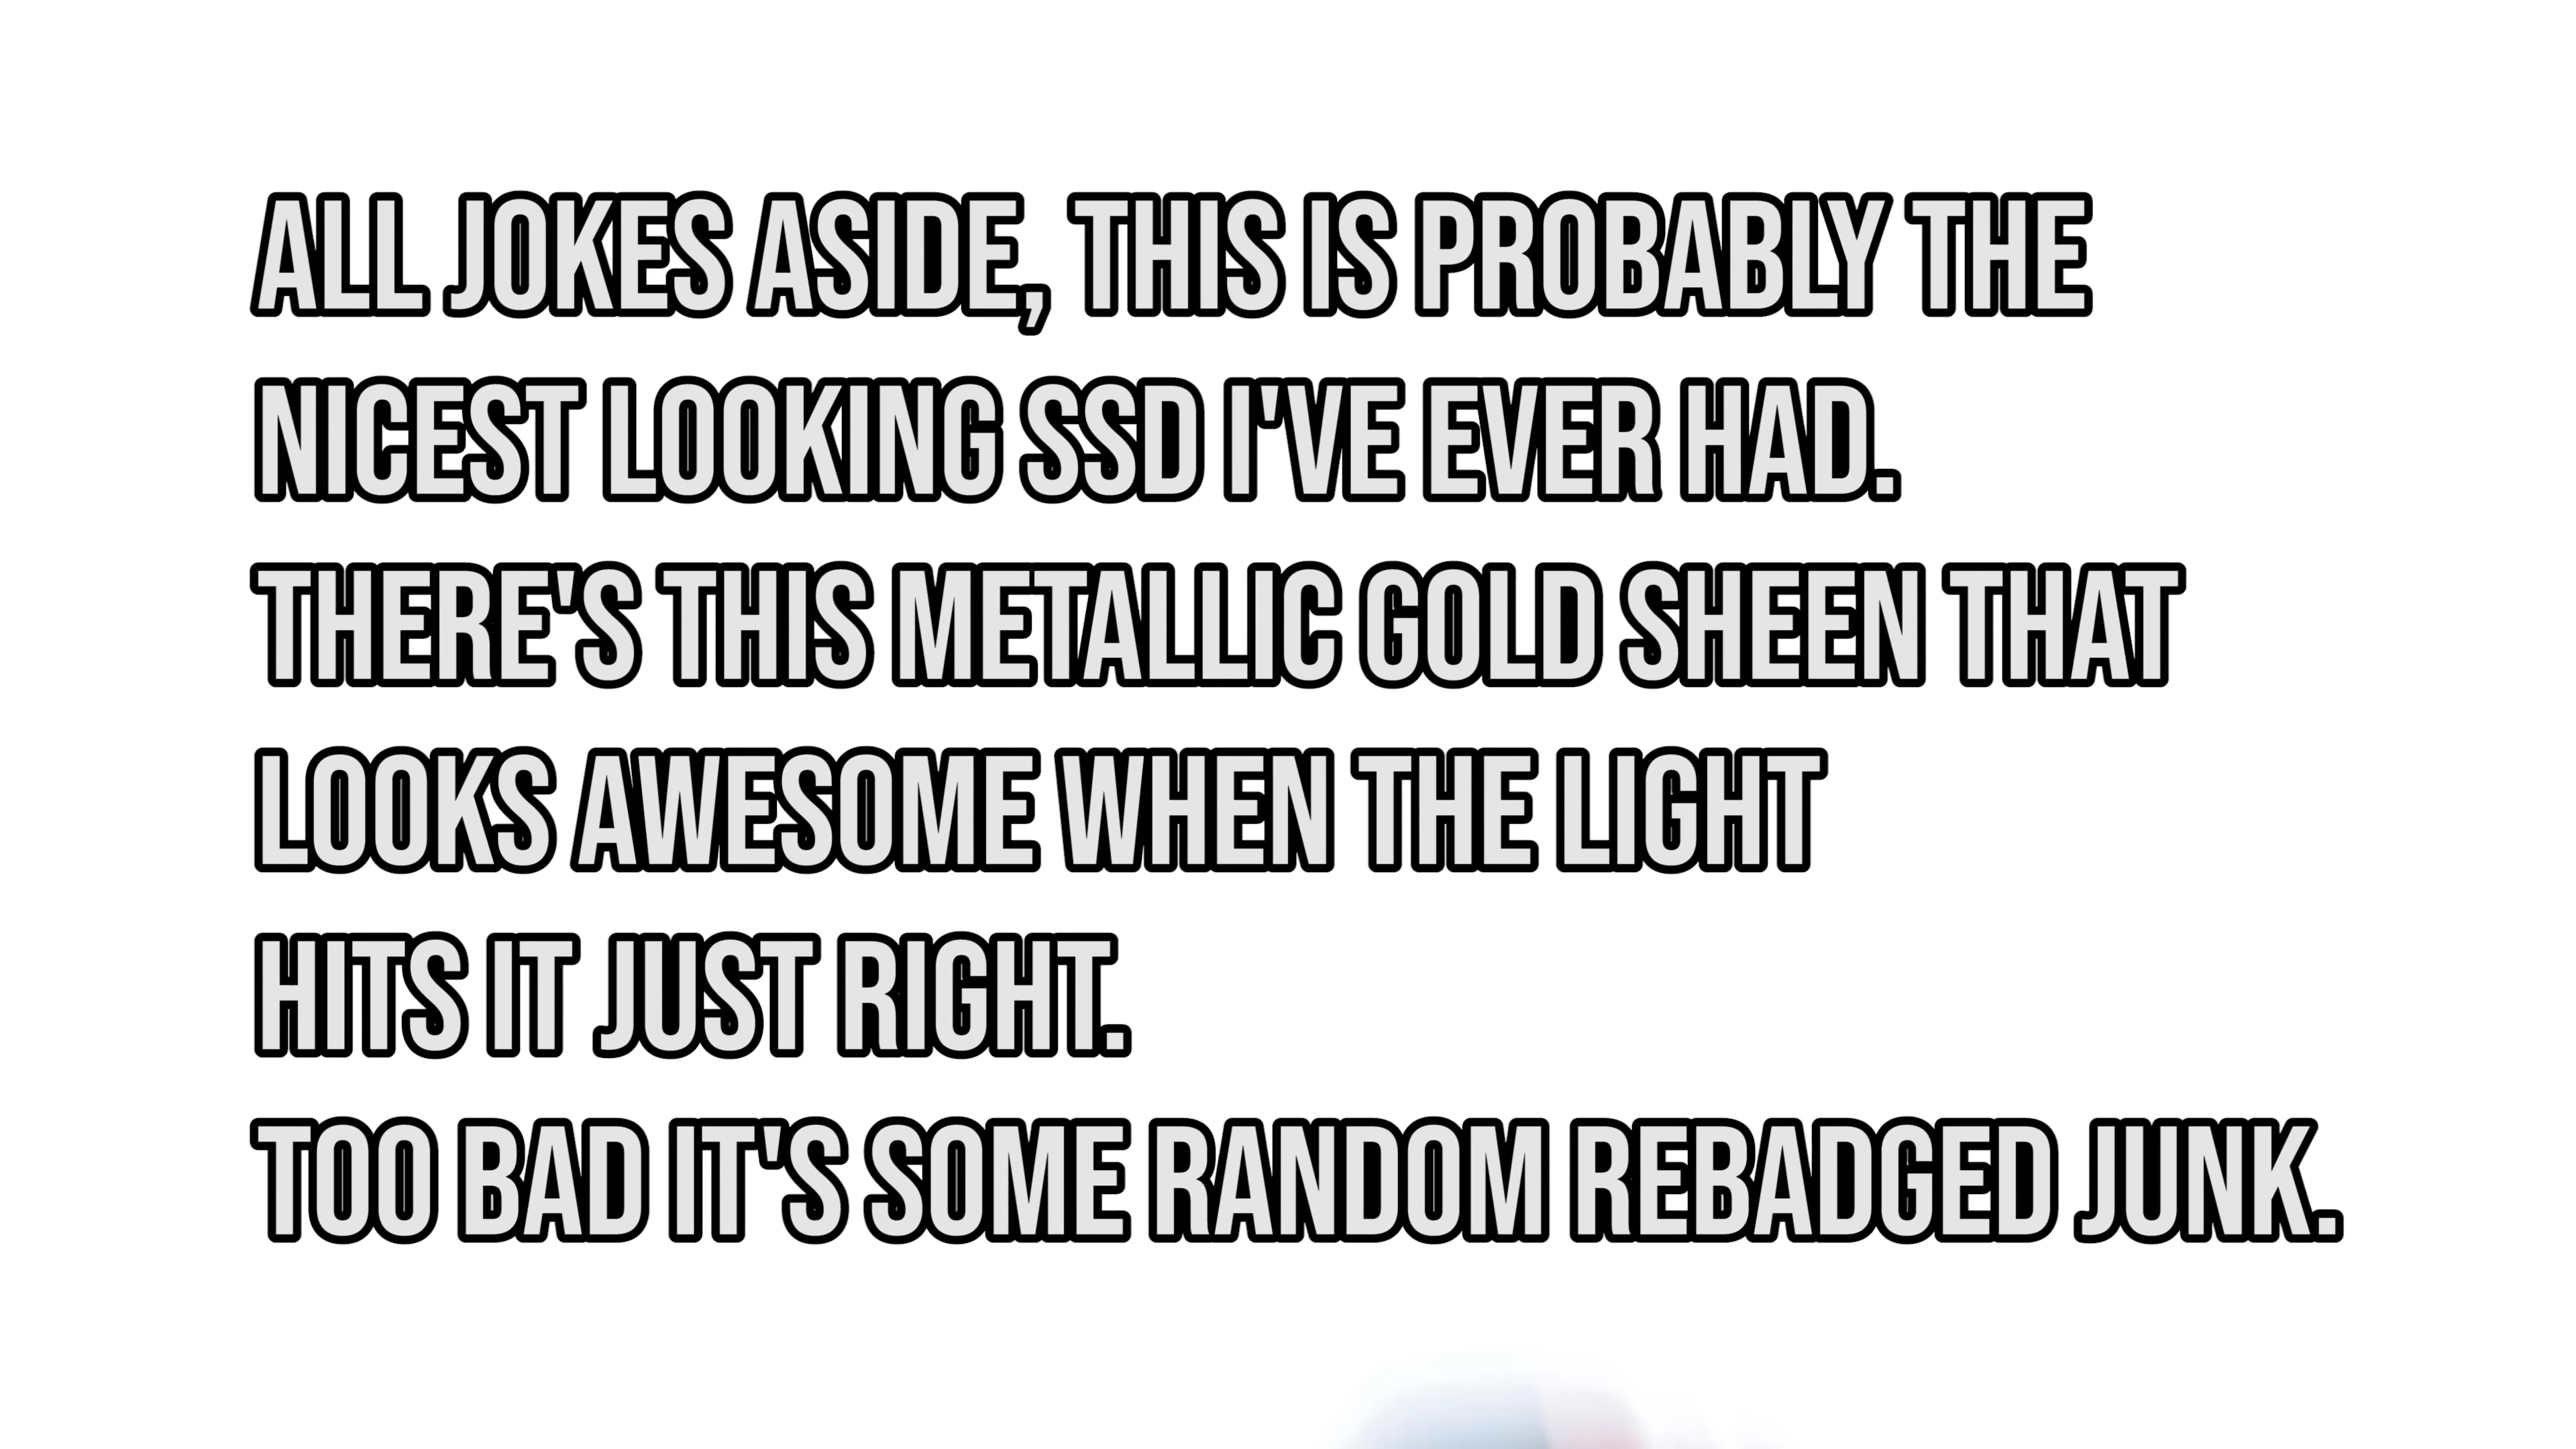 ALL JOKES ASIDE, THIS IS PROBABLY THE
NICEST LOOKING SSD I'VE EVER HAD.
THERE'S THIS METALLIC GOLD SHEEN THAT
LOOKS AWESOME WHEN THE LIGHT
HITS IT JUST RIGHT.
TOO BAD IT'S SOME RANDOM REBADGED JUNK.